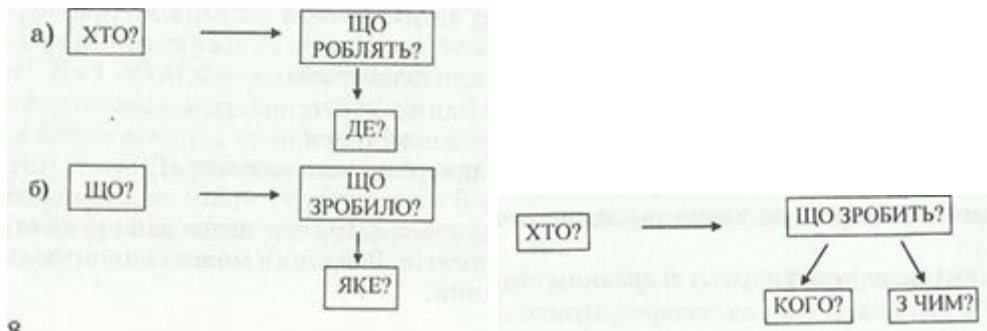 а) ХТО? ЩО
РОБЛЯТЬ?
ДЕ?
б) ЩО? ЩО
ЗРОБИЛО?
ЯКЕ?
8
ХТО? ЩО ЗРОБИТЬ?
КОГО? З ЧИМ?